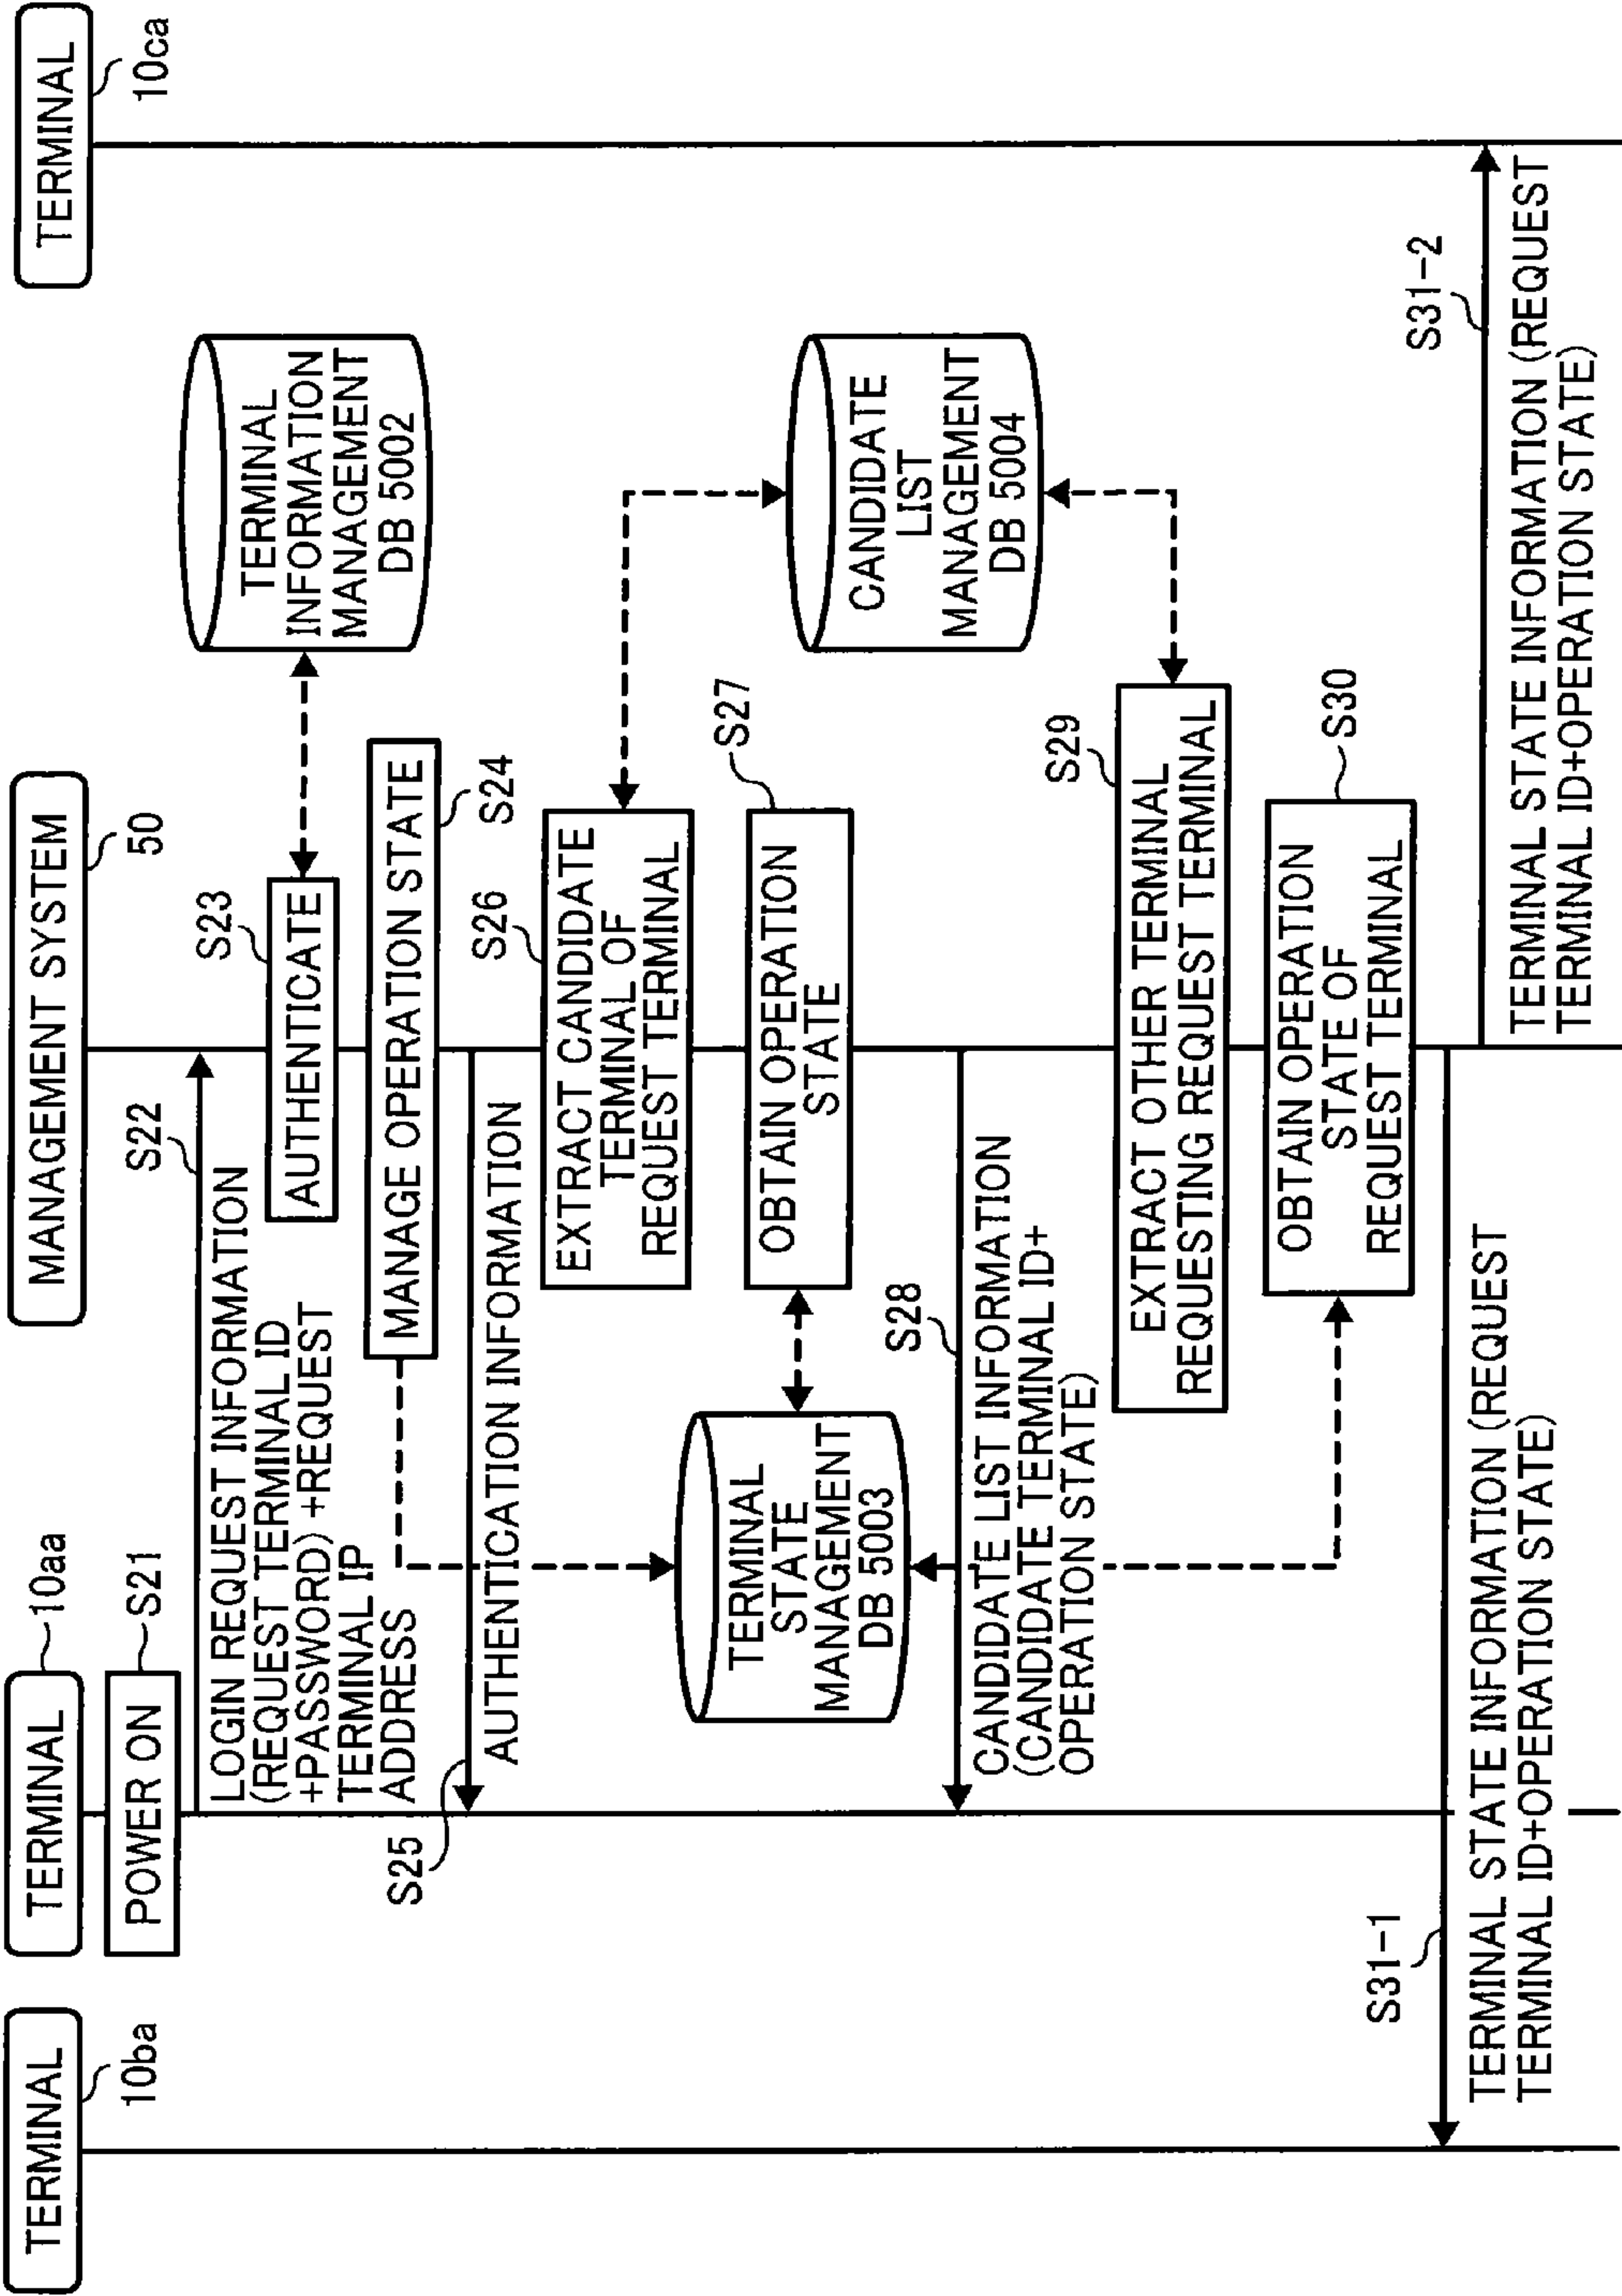 TERMINAL
10ba
TERMINAL
10aa
MANAGEMENT SYSTEM
50
TERMINAL
10ca
POWER ON
S21
S22
LOGIN REQUEST INFORMATION
(REQUEST TERMINAL ID
+PASSWORD) +REQUEST
TERMINAL IP
ADDRESS
S23
AUTHENTICATE
TERMINAL
INFORMATION
MANAGEMENT
DB 5002
MANAGE OPERATION STATE
S24
S25
AUTHENTICATION INFORMATION
S26
EXTRACT CANDIDATE
TERMINAL OF
REQUEST TERMINAL
S27
OBTAIN OPERATION
STATE
TERMINAL
STATE
MANAGEMENT
DB 5003
CANDIDATE
LIST
MANAGEMENT
DB 5004
S28
CANDIDATE LIST INFORMATION
(CANDIDATE TERMINAL ID+
OPERATION STATE)
S29
EXTRACT OTHER TERMINAL
REQUESTING REQUEST TERMINAL
S30
OBTAIN OPERATION
STATE OF
REQUEST TERMINAL
S31-1
TERMINAL STATE INFORMATION (REQUEST
TERMINAL ID+OPERATION STATE)
S31-2
TERMINAL STATE INFORMATION (REQUEST
TERMINAL ID+OPERATION STATE)